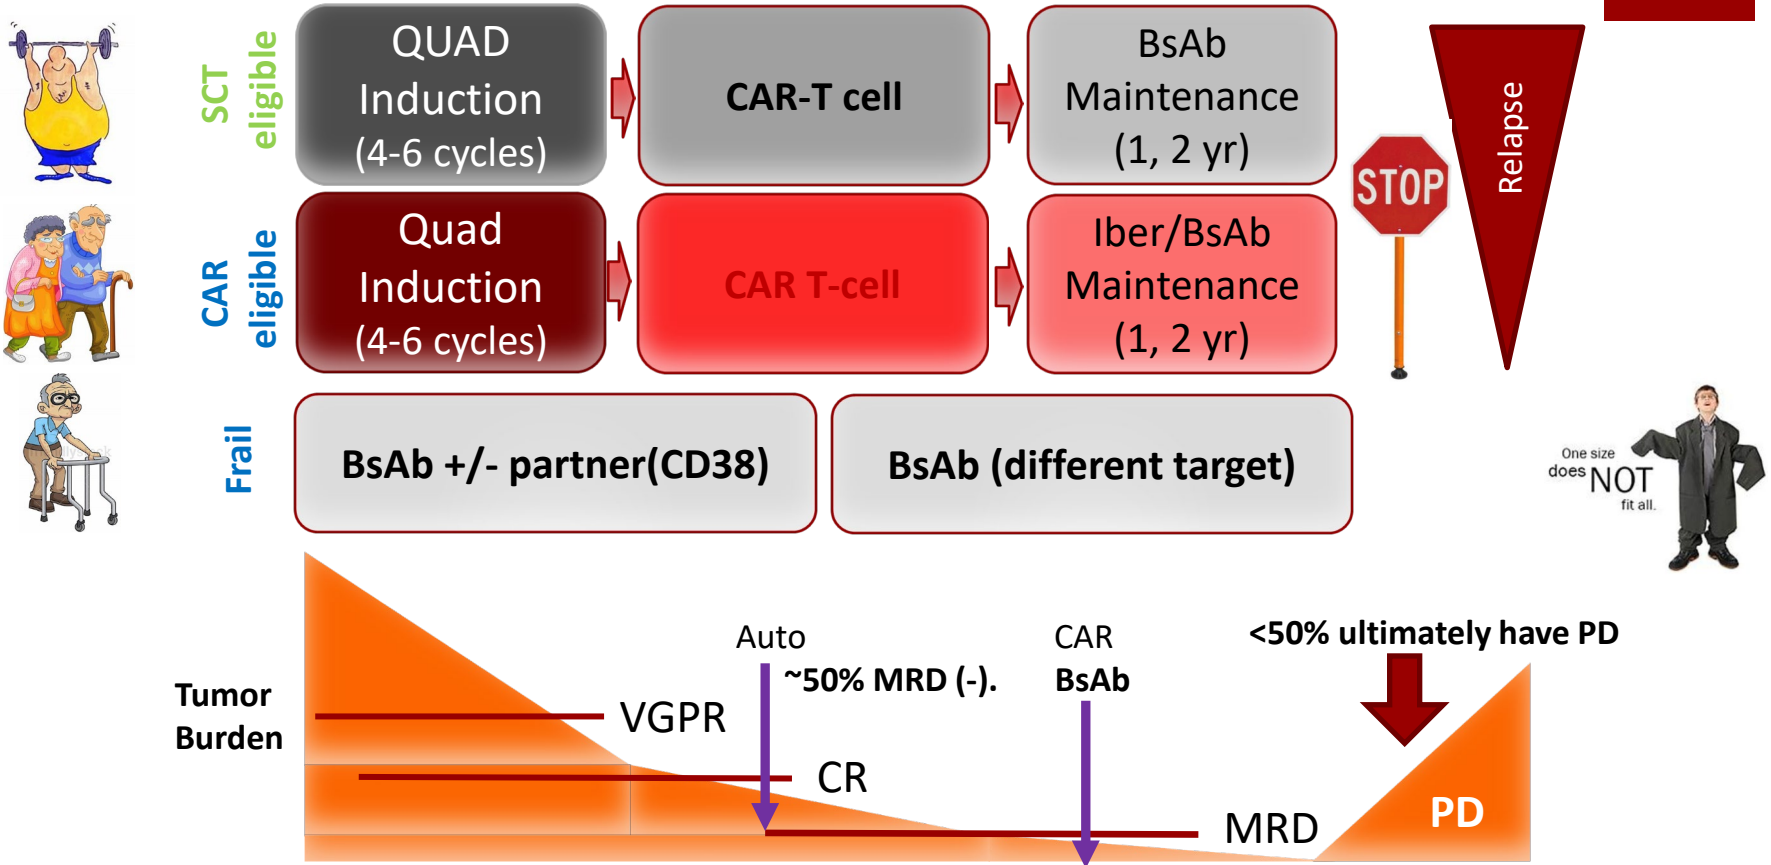 SCT
eligible
QUAD
Induction
(4-6 cycles)
CAR-T cell
BsAb
Maintenance
(1, 2 yr)
CAR
eligible
Quad
Induction
(4-6 cycles)
CAR T-cell
Iber/BsAb
Maintenance
(1, 2 yr)
STOP
Relapse
Frail
BsAb +/- partner(CD38)
BsAb (different target)
One size
does NOT
fit all.
Tumor
Burden
VGPR
Auto
~50% MRD (-).
CR
CAR
BsAb
MRD
<50% ultimately have PD
PD